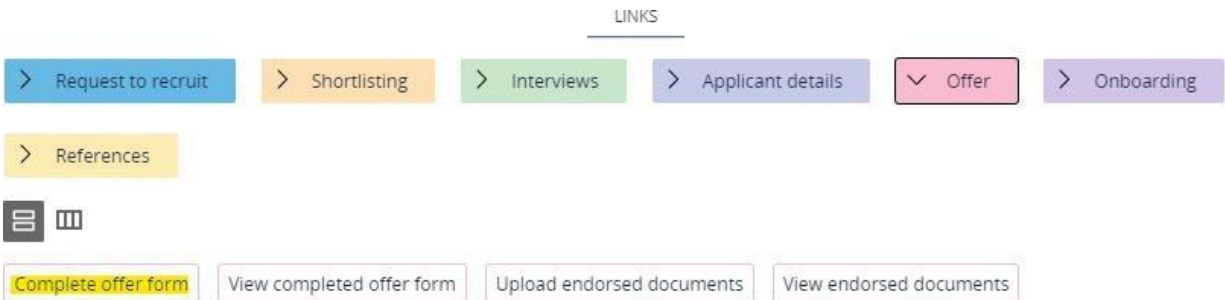 LINKS
Request to recruit Shortlisting Interviews Applicant details Offer Onboarding
References
Complete offer form View completed offer form Upload endorsed documents View endorsed documents